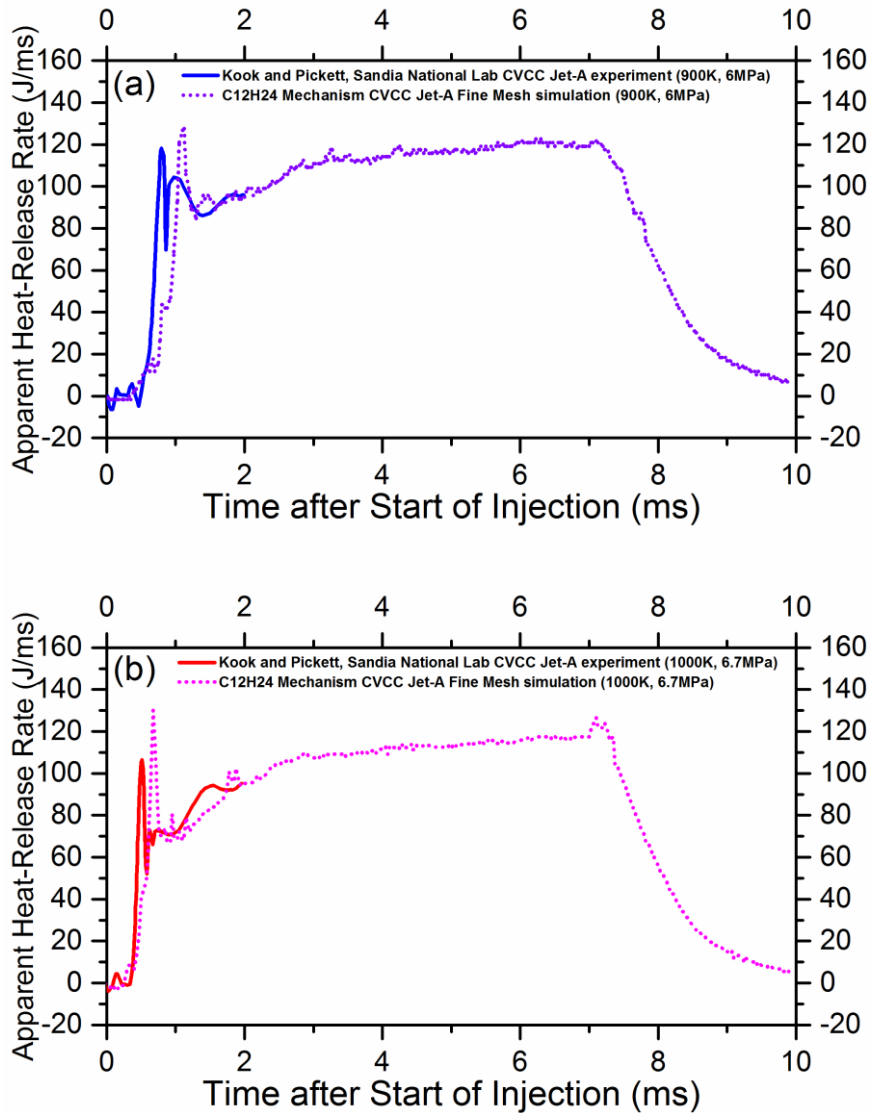 0 2 4 6 8 10
160 160
140 140
120 120
100 100
80 80
60 60
40 40
20 20
0 0
-20 -20
0 2 4 6 8 10
Apparent Heat-Release Rate (J/ms)
(a)
Kook and Pickett, Sandia National Lab CVCC Jet-A experiment (900K, 6MPa)
C12H24 Mechanism CVCC Jet-A Fine Mesh simulation (900K, 6MPa)
Time after Start of Injection (ms)
0 2 4 6 8 10
160 160
140 140
120 120
100 100
80 80
60 60
40 40
20 20
0 0
-20 -20
0 2 4 6 8 10
Apparent Heat-Release Rate (J/ms)
(b)
Kook and Pickett, Sandia National Lab CVCC Jet-A experiment (1000K, 6.7MPa)
C12H24 Mechanism CVCC Jet-A Fine Mesh simulation (1000K, 6.7MPa)
Time after Start of Injection (ms)